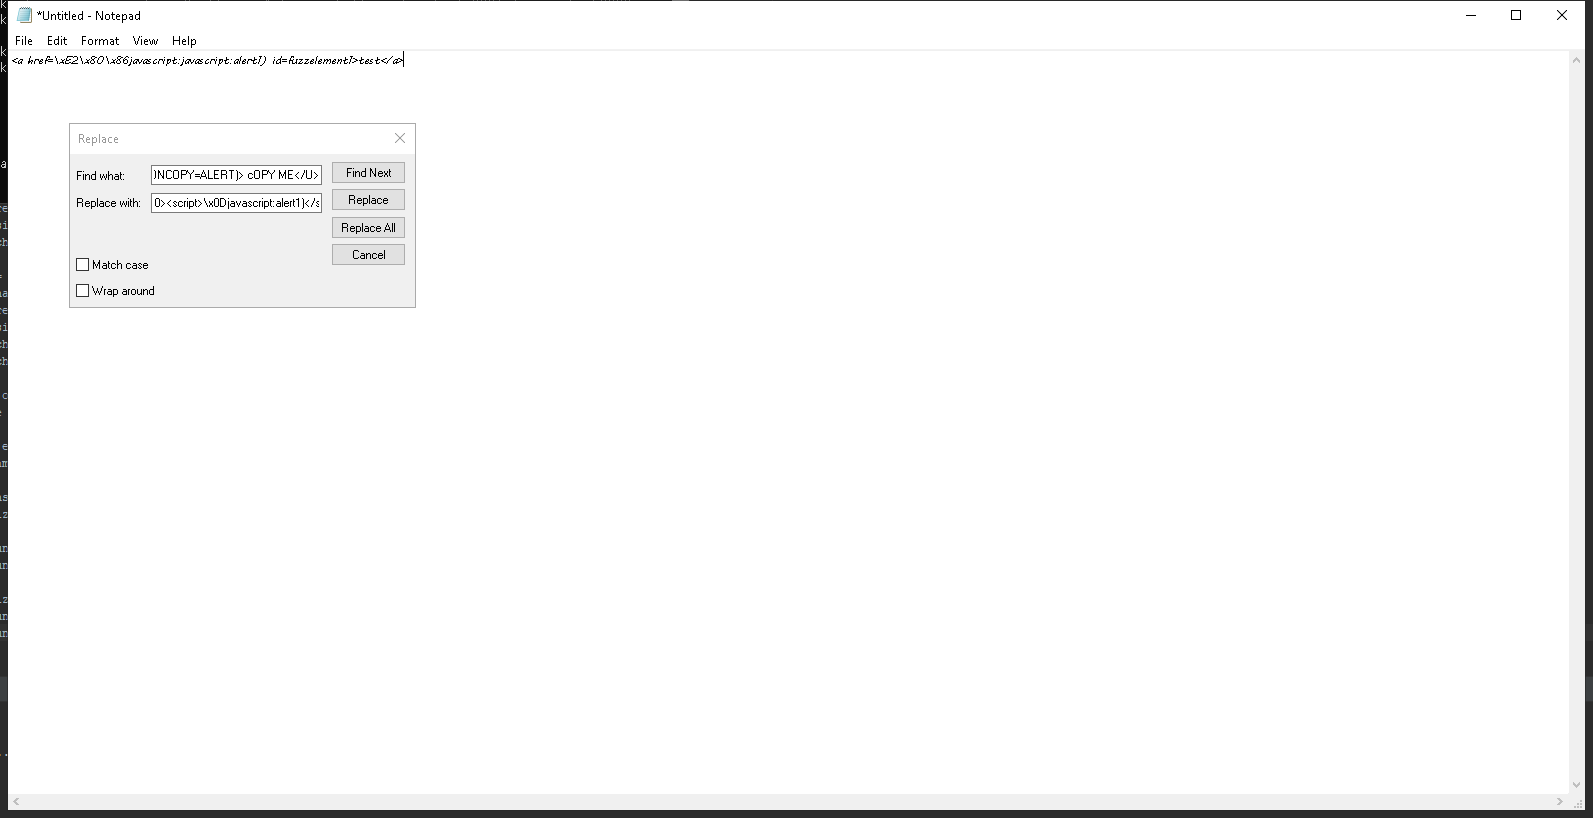 *Untitled - Notepad
File Edit Format View Help
<a href=\xE2\x80\x86javascript:javascript:alert1) id=fuzzelement1>test</a>
Replace
Find what: )NCOPY=ALERT)> cOPY ME</U> Find Next
Replace with: 0><script>\x0Djavascript:alert1)</s Replace
Replace All
Cancel
Match case
Wrap around